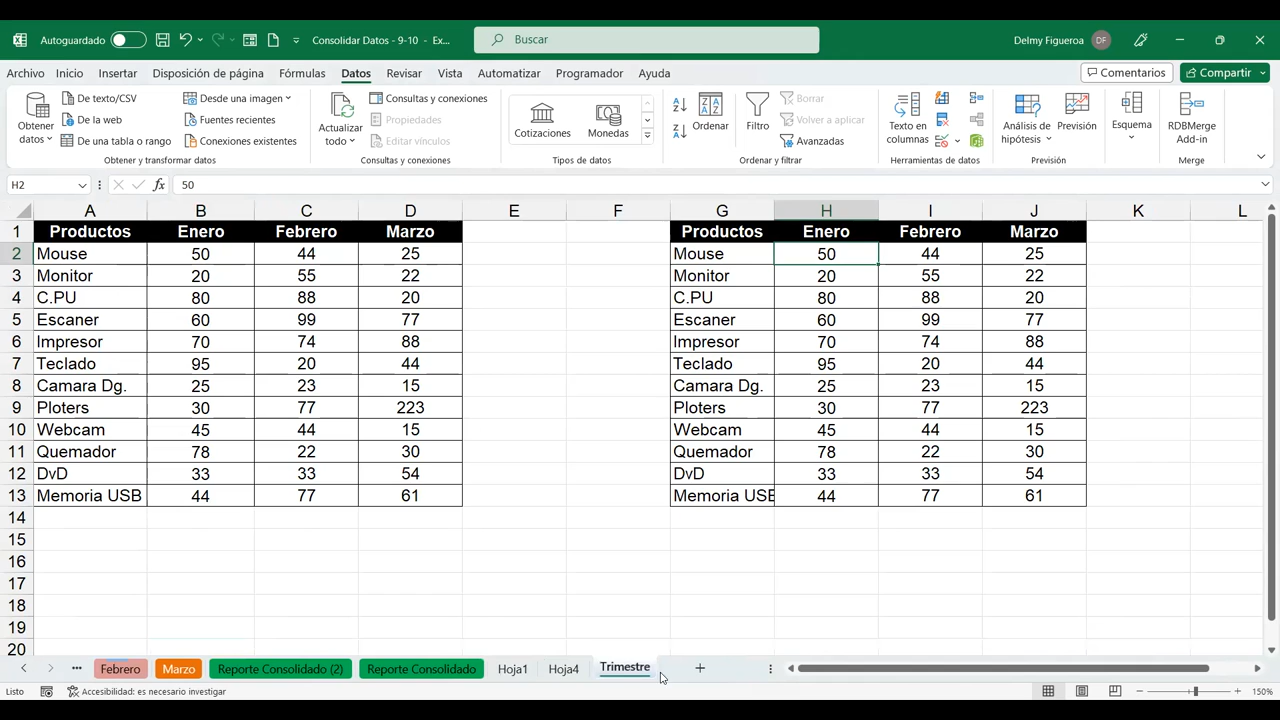 Autoguardado Consolidar Datos - 9-10 - Ex... Buscar Delmy Figueroa DF
Archivo Inicio Insertar Disposición de página Fórmulas Datos Revisar Vista Automatizar Programador Ayuda Comentarios Compartir
Obtener datos
De texto/CSV
De la web
De una tabla o rango
Desde una imagen
Fuentes recientes
Conexiones existentes
Obtener y transformar datos
Actualizar todo
Consultas y conexiones
Propiedades
Editar vínculos
Consultas y conexiones
Cotizaciones Monedas
Tipos de datos
Ordenar
Filtro
Borrar
Volver a aplicar
Avanzadas
Ordenar y filtrar
Texto en columnas
Herramientas de datos
Análisis de hipótesis
Previsión
Previsión
Esquema
RDBMerge Add-in
Merge
H2 fx 50
A B C D E F G H I J K L
1 Productos Enero Febrero Marzo Productos Enero Febrero Marzo
2 Mouse 50 44 25 Mouse 50 44 25
3 Monitor 20 55 22 Monitor 20 55 22
4 C.PU 80 88 20 C.PU 80 88 20
5 Escaner 60 99 77 Escaner 60 99 77
6 Impresor 70 74 88 Impresor 70 74 88
7 Teclado 95 20 44 Teclado 95 20 44
8 Camara Dg. 25 23 15 Camara Dg. 25 23 15
9 Ploters 30 77 223 Ploters 30 77 223
10 Webcam 45 44 15 Webcam 45 44 15
11 Quemador 78 22 30 Quemador 78 22 30
12 DvD 33 33 54 DvD 33 33 54
13 Memoria USB 44 77 61 Memoria USB 44 77 61
14
15
16
17
18
19
20
Febrero Marzo Reporte Consolidado (2) Reporte Consolidado Hoja1 Hoja4 Trimestre
Listo Accesibilidad: es necesario investigar 150%